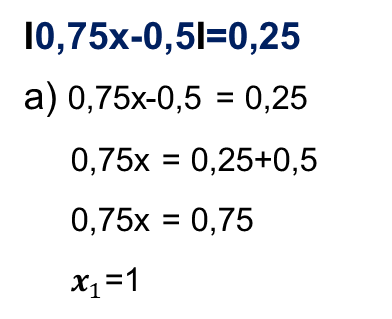 I0,75x-0,5I=0,25
a) 0,75x-0,5 = 0,25
0,75x = 0,25+0,5
0,75x = 0,75
x₁=1